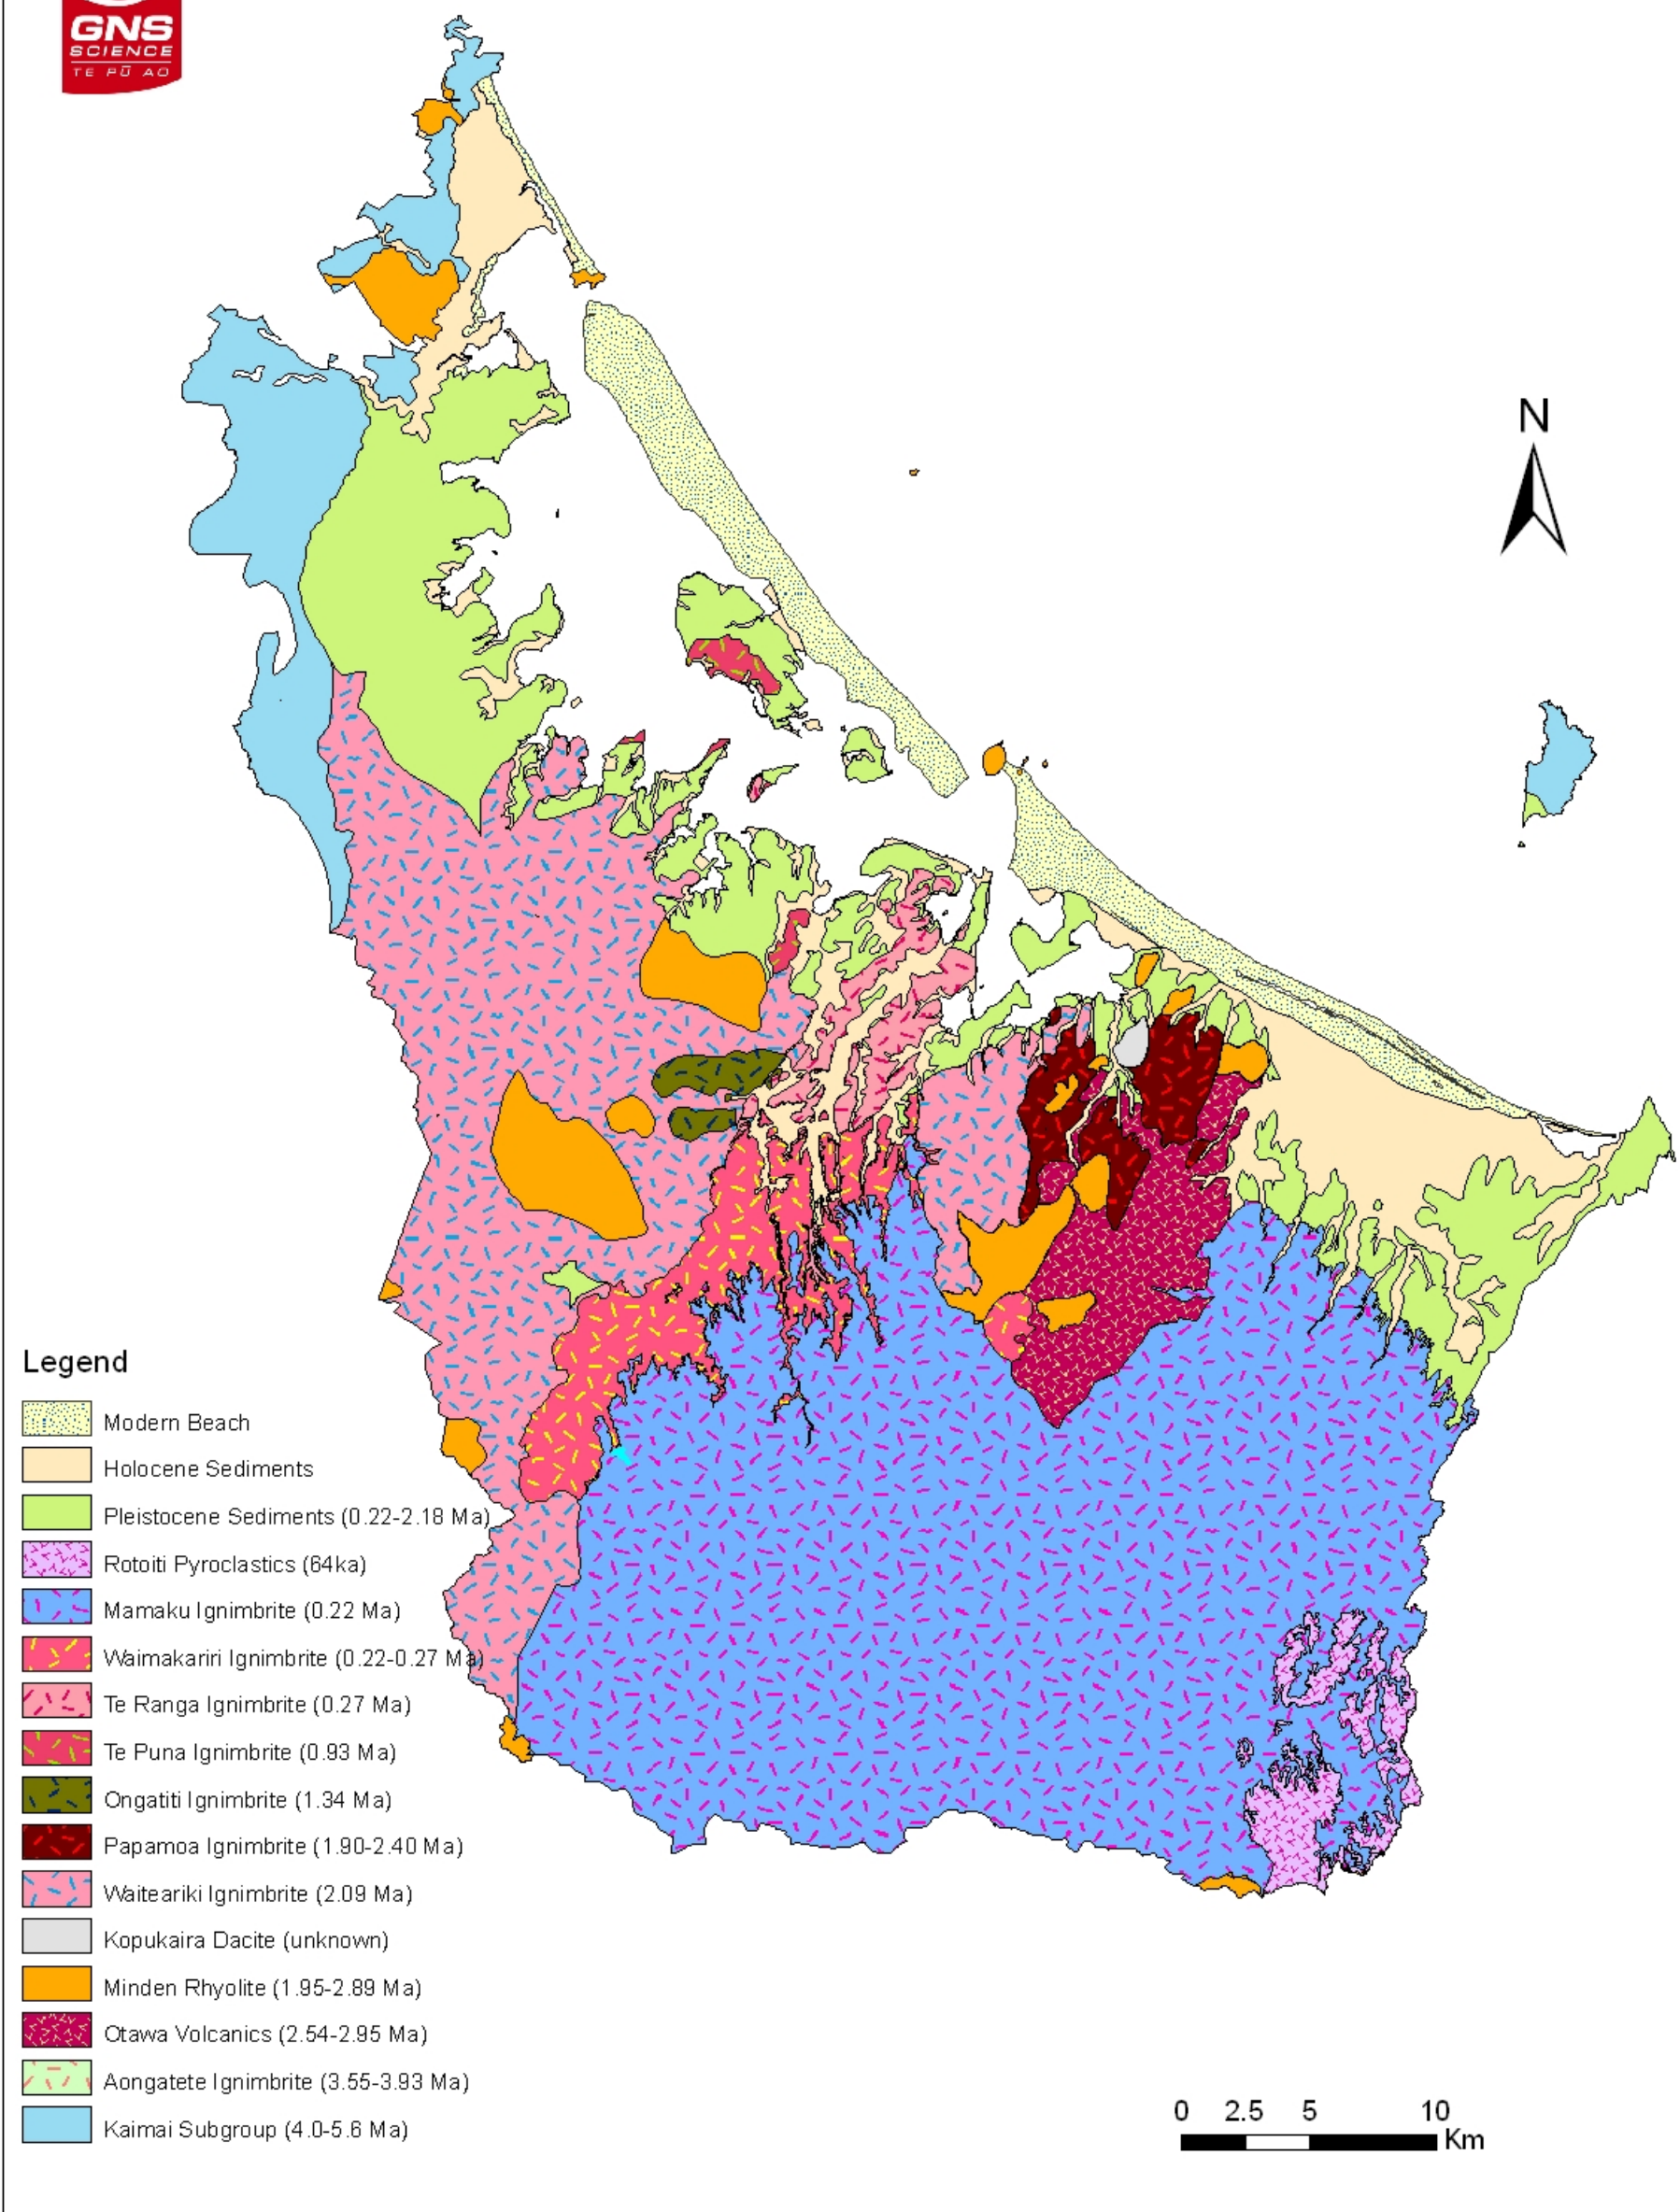 GNS
SCIENCE
TE PŪ AO
N
Legend
Modern Beach
Holocene Sediments
Pleistocene Sediments (0.22-2.18 Ma)
Rotoiti Pyroclastics (64ka)
Mamaku Ignimbrite (0.22 Ma)
Waimakariri Ignimbrite (0.22-0.27 Ma)
Te Ranga Ignimbrite (0.27 Ma)
Te Puna Ignimbrite (0.93 Ma)
Ongatiti Ignimbrite (1.34 Ma)
Papamoa Ignimbrite (1.90-2.40 Ma)
Waiteariki Ignimbrite (2.09 Ma)
Kopukaira Dacite (unknown)
Minden Rhyolite (1.95-2.89 Ma)
Otawa Volcanics (2.54-2.95 Ma)
Aongatete Ignimbrite (3.55-3.93 Ma)
Kaimai Subgroup (4.0-5.6 Ma)
0 2.5 5 10
Km